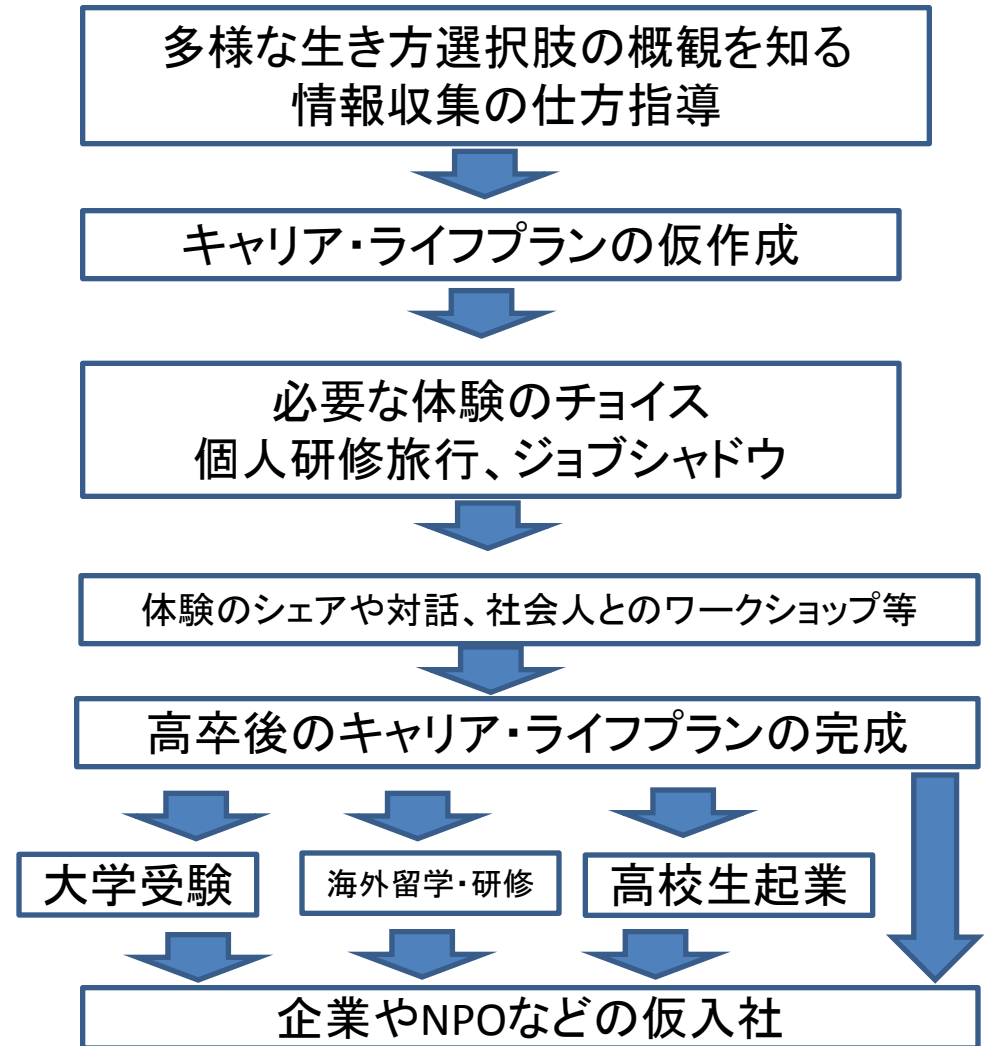 多様な生き方選択肢の概観を知る
情報収集の仕方指導
キャリア・ライフプランの仮作成
必要な体験のチョイス
個人研修旅行、ジョブシャドウ
体験のシェアや対話、社会人とのワークショップ等
高卒後のキャリア・ライフプランの完成
大学受験
海外留学・研修
高校生起業
企業やNPOなどの仮入社